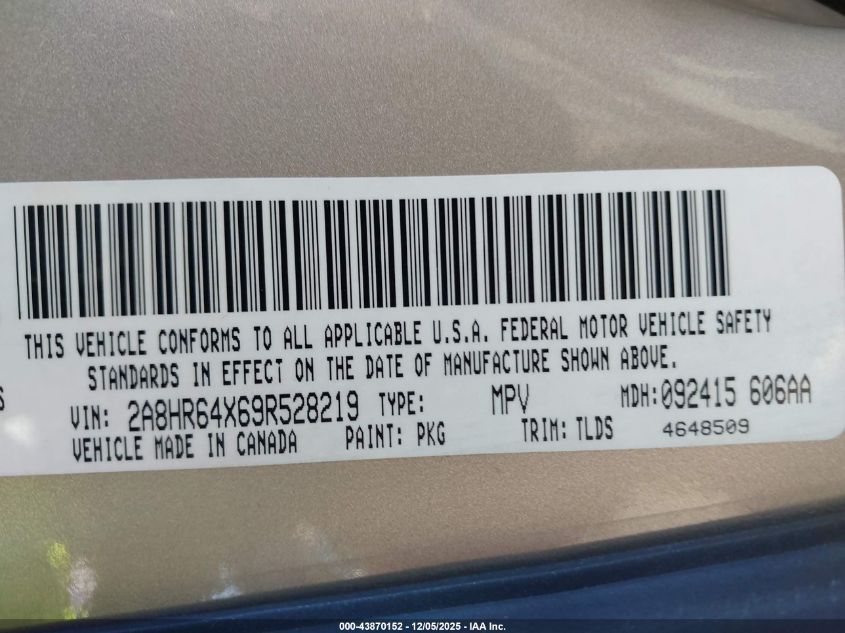 THIS VEHICLE CONFORMS TO ALL APPLICABLE U.S.A. FEDERAL MOTOR VEHICLE SAFETY
STANDARDS IN EFFECT ON THE DATE OF MANUFACTURE SHOWN ABOVE.
VIN: 2A8HR64X69R528219 TYPE: MPV MDH:092415 606AA
VEHICLE MADE IN CANADA PAINT: PKG TRIM: TLDS 4648509
000-43870152 - 12/05/2025 - IAA Inc.